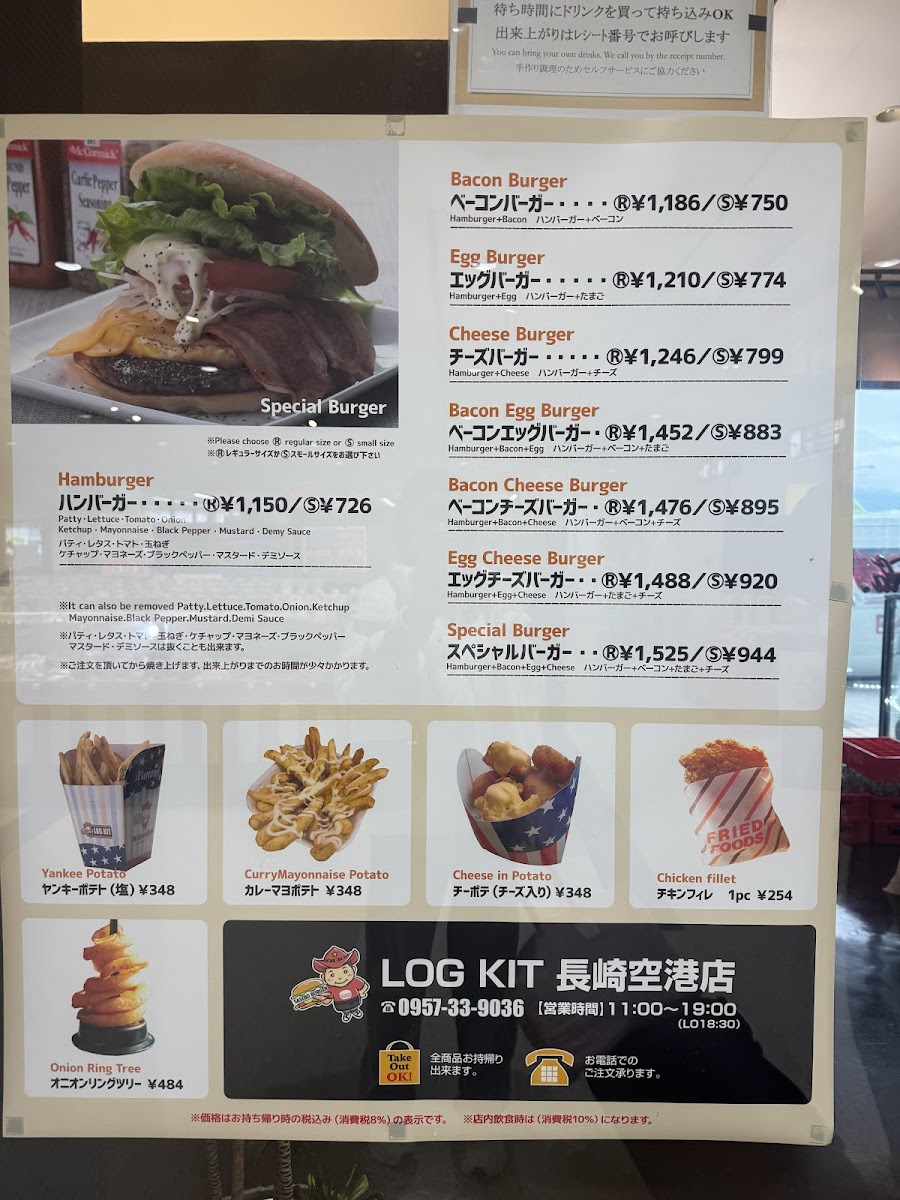 待ち時間にドリンクを買って持ち込みOK
出来上がりはレシート番号でお呼びします
You can bring your own drinks. We call you by the receipt number.
手作り調理のためセルフサービスにご協力ください
McCormick
Pepper
McCormick
Garlic Pepper
Seasoning
Special Burger
※Please choose Ⓡ regular size or Ⓢ small size
※Ⓡレギュラーサイズか Ⓢスモールサイズをお選び下さい
Hamburger
ハンバーガー・・・・・Ⓡ¥1,150/Ⓢ¥726
Patty・Lettuce・Tomato・Onion
Ketchup・Mayonnaise・Black Pepper・Mustard・Demy Sauce
パティ・レタス・トマト・玉ねぎ
ケチャップ・マヨネーズ・ブラックペッパー・マスタード・デミソース
※It can also be removed Patty.Lettuce.Tomato.Onion.Ketchup
Mayonnaise.Black Pepper.Mustard.Demi Sauce
※パティ・レタス・トマト・玉ねぎ・ケチャップ・マヨネーズ・ブラックペッパー
マスタード・デミソースは抜くことも出来ます。
※ご注文を頂いてから焼き上げます、出来上がりまでのお時間が少々かかります。
Bacon Burger
ベーコンバーガー・・・・Ⓡ¥1,186/Ⓢ¥750
Hamburger+Bacon ハンバーガー+ベーコン
Egg Burger
エッグバーガー・・・・・Ⓡ¥1,210/Ⓢ¥774
Hamburger+Egg ハンバーガー+たまご
Cheese Burger
チーズバーガー・・・・・Ⓡ¥1,246/Ⓢ¥799
Hamburger+Cheese ハンバーガー+チーズ
Bacon Egg Burger
ベーコンエッグバーガー・Ⓡ¥1,452/Ⓢ¥883
Hamburger+Bacon+Egg ハンバーガー+ベーコン+たまご
Bacon Cheese Burger
ベーコンチーズバーガー・Ⓡ¥1,476/Ⓢ¥895
Hamburger+Bacon+Cheese ハンバーガー+ベーコン+チーズ
Egg Cheese Burger
エッグチーズバーガー・・Ⓡ¥1,488/Ⓢ¥920
Hamburger+Egg+Cheese ハンバーガー+たまご+チーズ
Special Burger
スペシャルバーガー・・Ⓡ¥1,525/Ⓢ¥944
Hamburger+Bacon+Egg+Cheese ハンバーガー+ベーコン+たまご+チーズ
Yummy
LOG KIT
Yankee Potato
ヤンキーポテト(塩) ¥348
CurryMayonnaise Potato
カレーマヨポテト ¥348
Cheese in Potato
チーポテ(チーズ入り) ¥348
FRIED
FOODS
Chicken fillet
チキンフィレ 1pc ¥254
Onion Ring Tree
オニオンリングツリー ¥484
LOG KIT 長崎空港店
☎0957-33-9036 【営業時間】11:00〜19:00
(LO18:30)
Take
Out
OK!
全商品お持帰り
出来ます。
お電話での
ご注文承ります。
※価格はお持ち帰り時の税込み(消費税8%)の表示です。 ※店内飲食時は(消費税10%)になります。